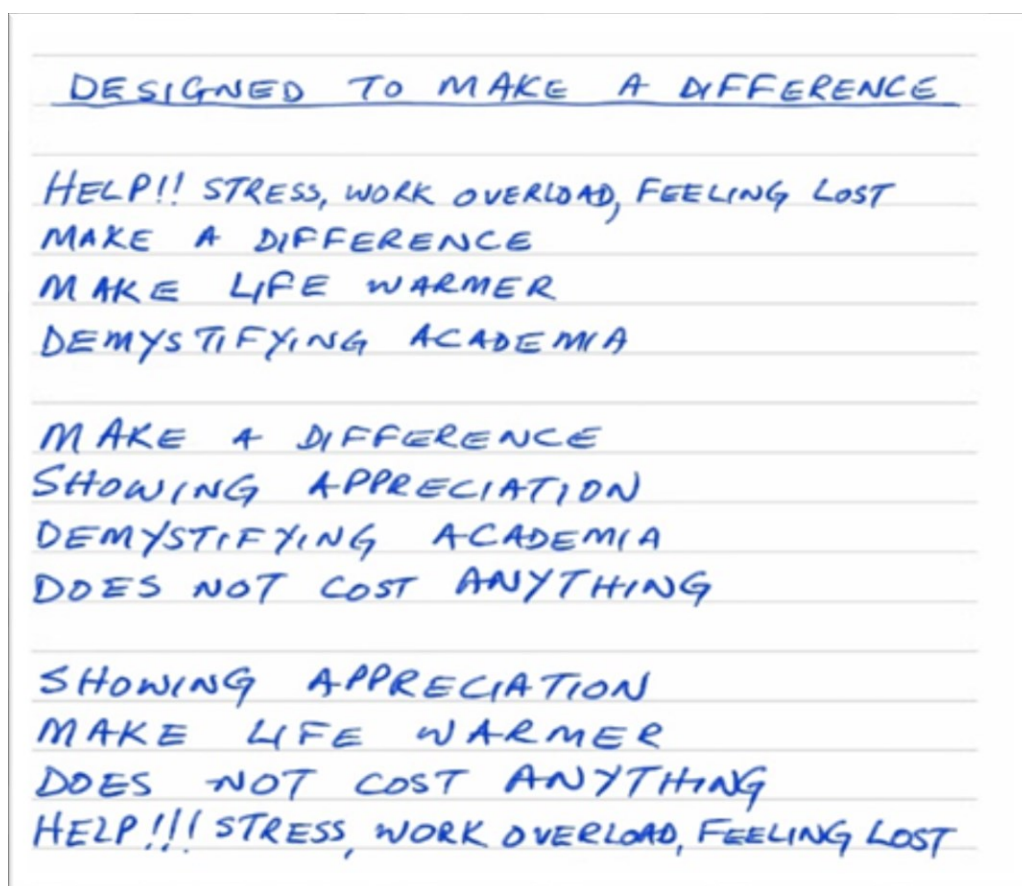 DESIGNED TO MAKE A DIFFERENCE
HELP!! STRESS, WORK OVERLOAD, FEELING LOST
MAKE A DIFFERENCE
MAKE LIFE WARMER
DEMYSTIFYING ACADEMIA
MAKE A DIFFERENCE
SHOWING APPRECIATION
DEMYSTIFYING ACADEMIA
DOES NOT COST ANYTHING
SHOWING APPRECIATION
MAKE LIFE WARMER
DOES NOT COST ANYTHING
HELP!!! STRESS, WORK OVERLOAD, FEELING LOST